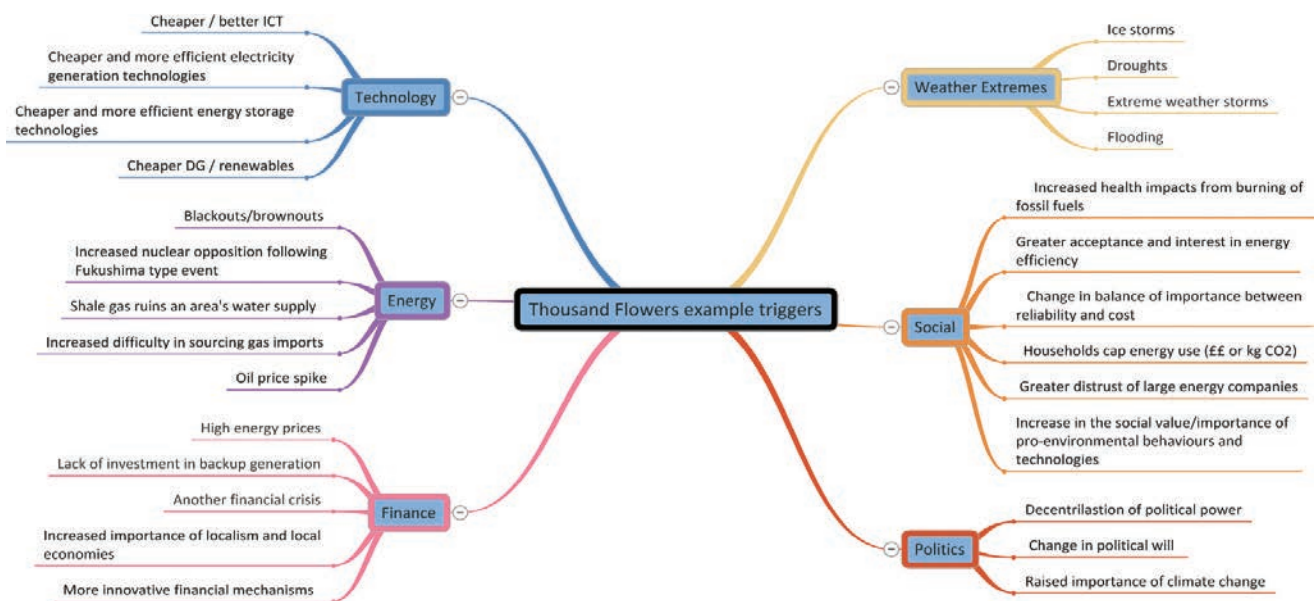 Thousand Flowers example triggers
Technology
Cheaper / better ICT
Cheaper and more efficient electricity
generation technologies
Cheaper and more efficient energy storage
technologies
Cheaper DG / renewables
Energy
Blackouts/brownouts
Increased nuclear opposition following
Fukushima type event
Shale gas ruins an area's water supply
Increased difficulty in sourcing gas imports
Oil price spike
Finance
High energy prices
Lack of investment in backup generation
Another financial crisis
Increased importance of localism and local
economies
More innovative financial mechanisms
Weather Extremes
Ice storms
Droughts
Extreme weather storms
Flooding
Social
Increased health impacts from burning of
fossil fuels
Greater acceptance and interest in energy
efficiency
Change in balance of importance between
reliability and cost
Households cap energy use (££ or kg CO2)
Greater distrust of large energy companies
Increase in the social value/importance of
pro-environmental behaviours and
technologies
Politics
Decentrilastion of political power
Change in political will
Raised importance of climate change